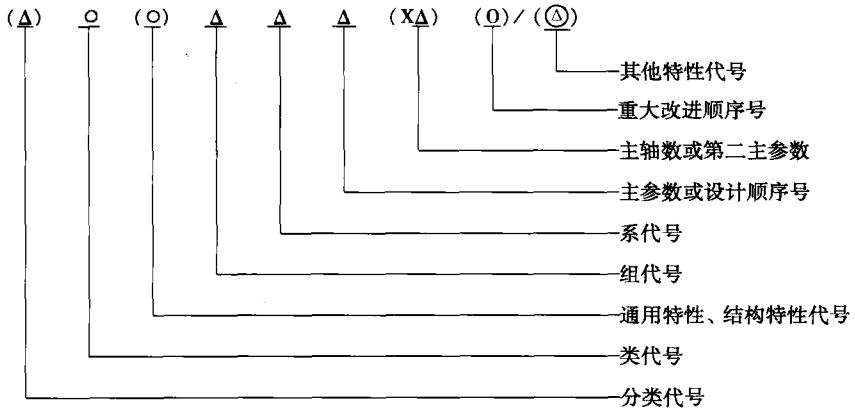 (△) ○ (○) △ △ △ (X△) (O)/(Ⓐ)
其他特性代号
重大改进顺序号
主轴数或第二主参数
主参数或设计顺序号
系代号
组代号
通用特性、结构特性代号
类代号
分类代号